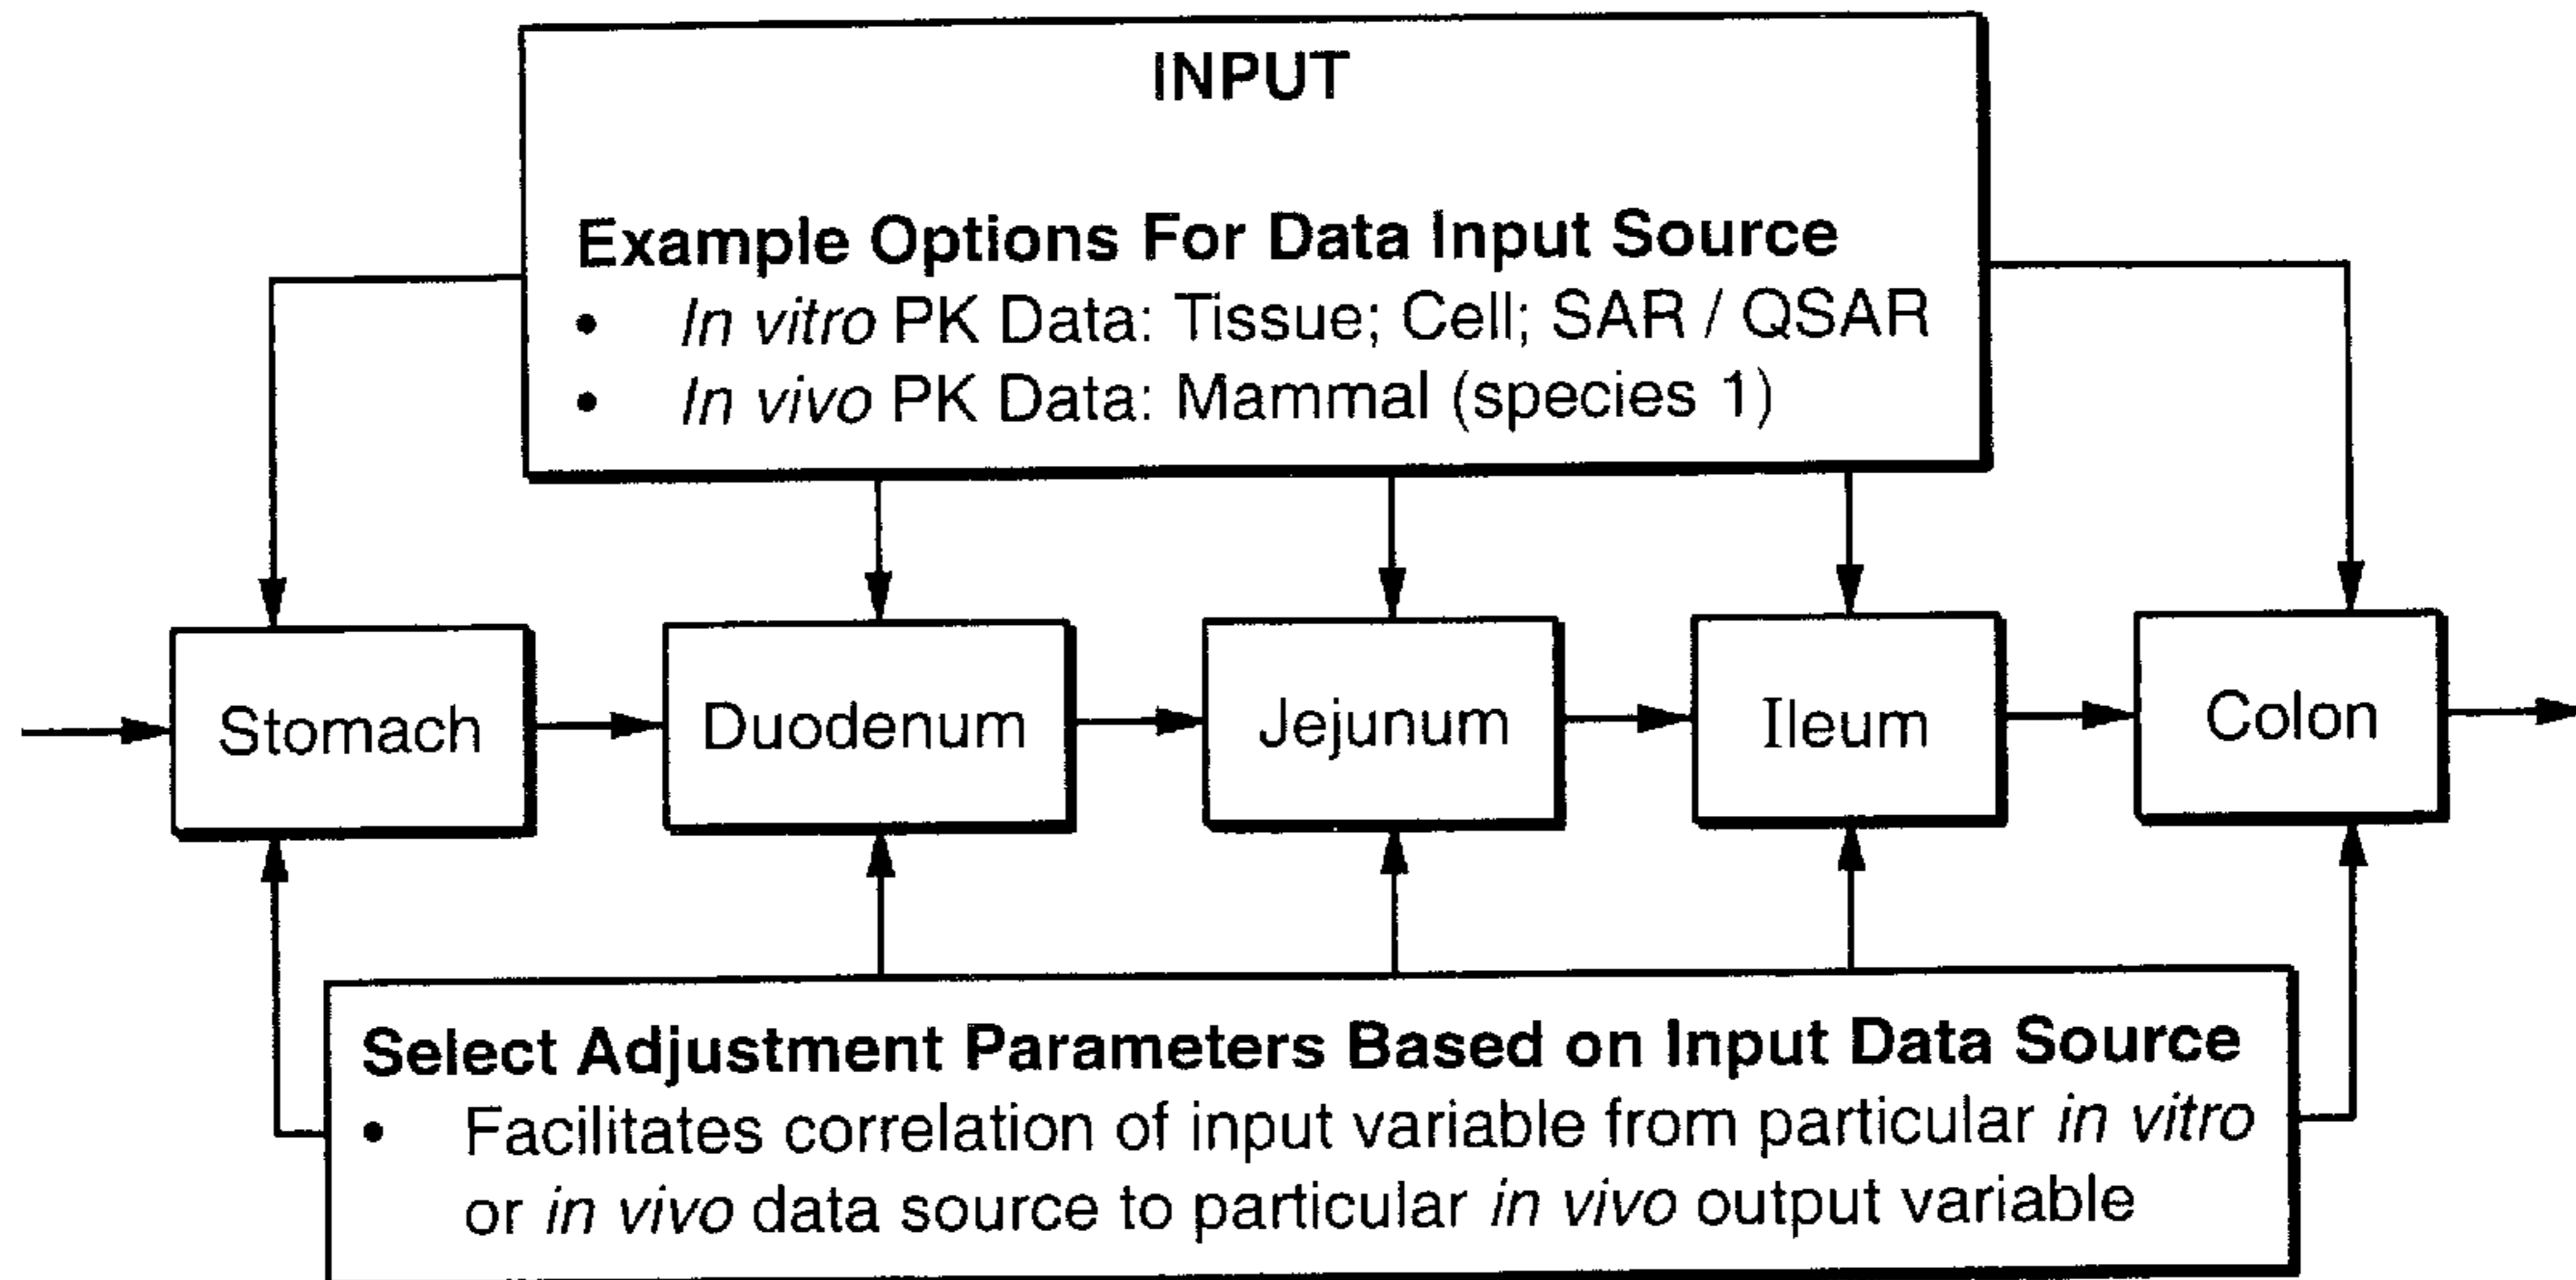 INPUT
Example Options For Data Input Source
• In vitro PK Data: Tissue; Cell; SAR / QSAR
• In vivo PK Data: Mammal (species 1)
Stomach
Duodenum
Jejunum
Ileum
Colon
Select Adjustment Parameters Based on Input Data Source
• Facilitates correlation of input variable from particular in vitro
or in vivo data source to particular in vivo output variable